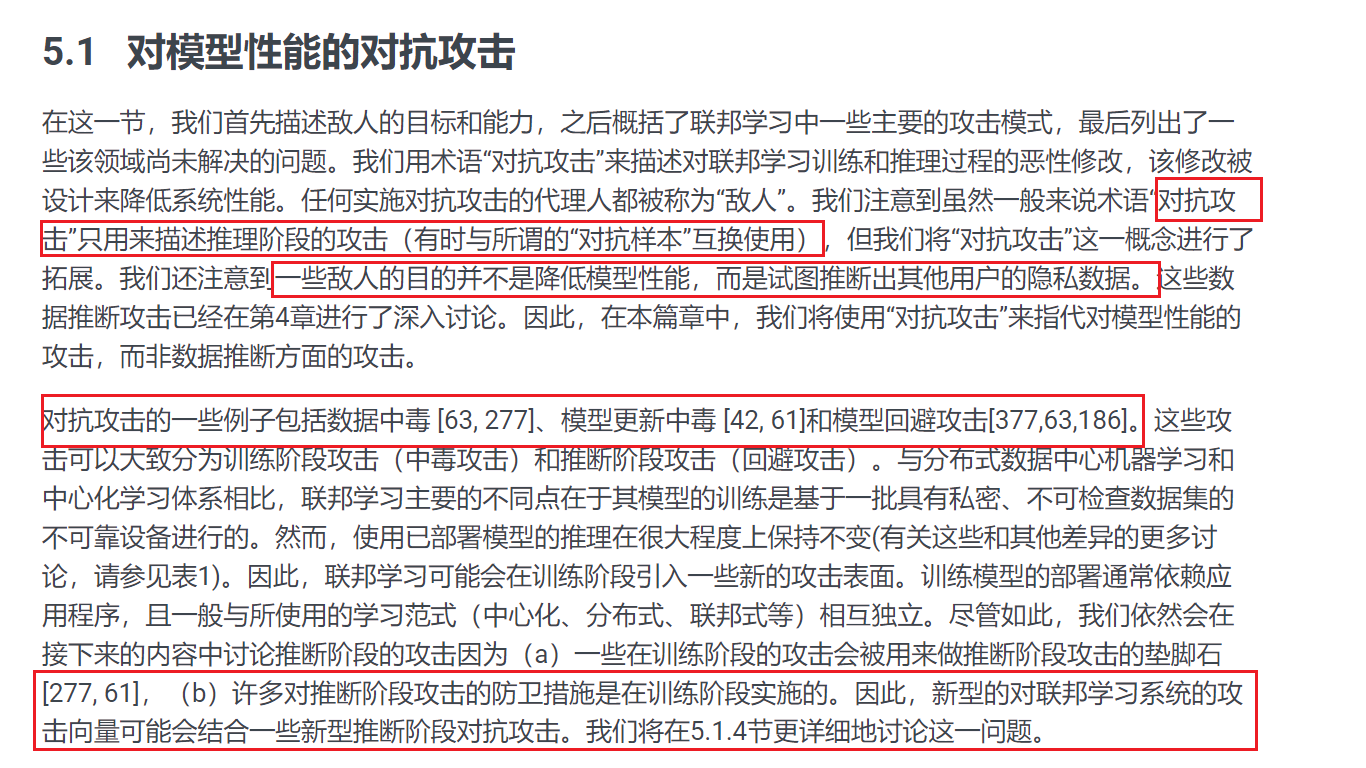 5.1 对模型性能的对抗攻击
在这一节，我们首先描述敌人的目标和能力，之后概括了联邦学习中一些主要的攻击模式，最后列出了一
些该领域尚未解决的问题。我们用术语“对抗攻击”来描述对联邦学习训练和推理过程的恶性修改，该修改被
设计来降低系统性能。任何实施对抗攻击的代理人都被称为“敌人”。我们注意到虽然一般来说术语“对抗攻
击”只用来描述推理阶段的攻击（有时与所谓的“对抗样本”互换使用），但我们将“对抗攻击”这一概念进行了
拓展。我们还注意到一些敌人的目的并不是降低模型性能，而是试图推断出其他用户的隐私数据。这些数
据推断攻击已经在第4章进行了深入讨论。因此，在本篇章中，我们将使用“对抗攻击”来指代对模型性能的
攻击，而非数据推断方面的攻击。
对抗攻击的一些例子包括数据中毒 [63, 277]、模型更新中毒 [42, 61]和模型回避攻击[377,63,186]。这些攻
击可以大致分为训练阶段攻击（中毒攻击）和推断阶段攻击（回避攻击）。与分布式数据中心机器学习和
中心化学习体系相比，联邦学习主要的不同点在于其模型的训练是基于一批具有私密、不可检查数据集的
不可靠设备进行的。然而，使用已部署模型的推理在很大程度上保持不变(有关这些和其他差异的更多讨
论，请参见表1)。因此，联邦学习可能会在训练阶段引入一些新的攻击表面。训练模型的部署通常依赖应
用程序，且一般与所使用的学习范式（中心化、分布式、联邦式等）相互独立。尽管如此，我们依然会在
接下来的内容中讨论推断阶段的攻击因为（a）一些在训练阶段的攻击会被用来做推断阶段攻击的垫脚石
[277, 61]，（b）许多对推断阶段攻击的防卫措施是在训练阶段实施的。因此，新型的对联邦学习系统的攻
击向量可能会结合一些新型推断阶段对抗攻击。我们将在5.1.4节更详细地讨论这一问题。